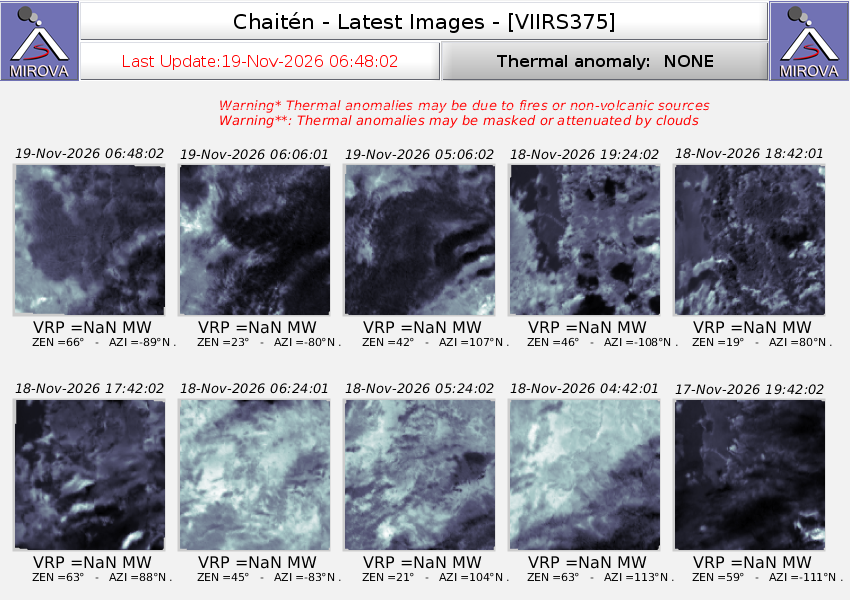 MIROVA
Chaitén - Latest Images - [VIIRS375]
MIROVA
Last Update:19-Nov-2026 06:48:02
Thermal anomaly: NONE
Warning* Thermal anomalies may be due to fires or non-volcanic sources
Warning**: Thermal anomalies may be masked or attenuated by clouds
19-Nov-2026 06:48:02 19-Nov-2026 06:06:01 19-Nov-2026 05:06:02 18-Nov-2026 19:24:02 18-Nov-2026 18:42:01
VRP =NaN MW VRP =NaN MW VRP =NaN MW VRP =NaN MW VRP =NaN MW
ZEN =66° - AZI =-89°N . ZEN =23° - AZI =-80°N . ZEN =42° - AZI =107°N . ZEN =46° - AZI =-108°N . ZEN =19° - AZI =80°N .
18-Nov-2026 17:42:02 18-Nov-2026 06:24:01 18-Nov-2026 05:24:02 18-Nov-2026 04:42:01 17-Nov-2026 19:42:02
VRP =NaN MW VRP =NaN MW VRP =NaN MW VRP =NaN MW VRP =NaN MW
ZEN =63° - AZI =88°N . ZEN =45° - AZI =-83°N . ZEN =21° - AZI =104°N . ZEN =63° - AZI =113°N . ZEN =59° - AZI =-111°N .